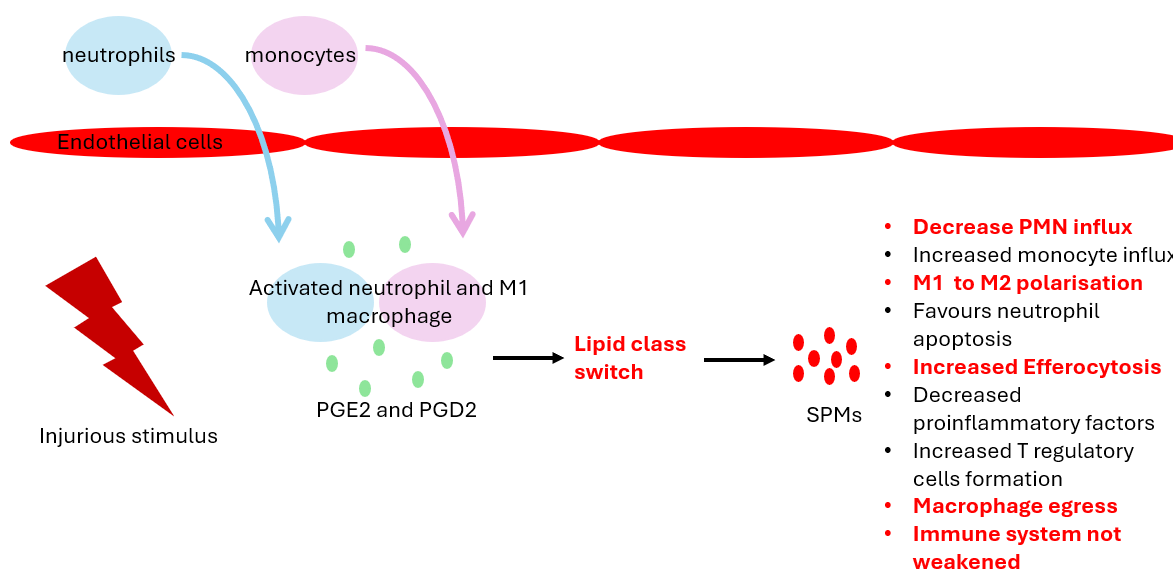 neutrophils
monocytes
Endothelial cells
Activated neutrophil and M1
macrophage
PGE2 and PGD2
Injurious stimulus
Lipid class
switch
SPMs
• Decrease PMN influx
• Increased monocyte influx
• M1 to M2 polarisation
• Favours neutrophil
apoptosis
• Increased Efferocytosis
• Decreased
proinflammatory factors
• Increased T regulatory
cells formation
• Macrophage egress
• Immune system not
weakened